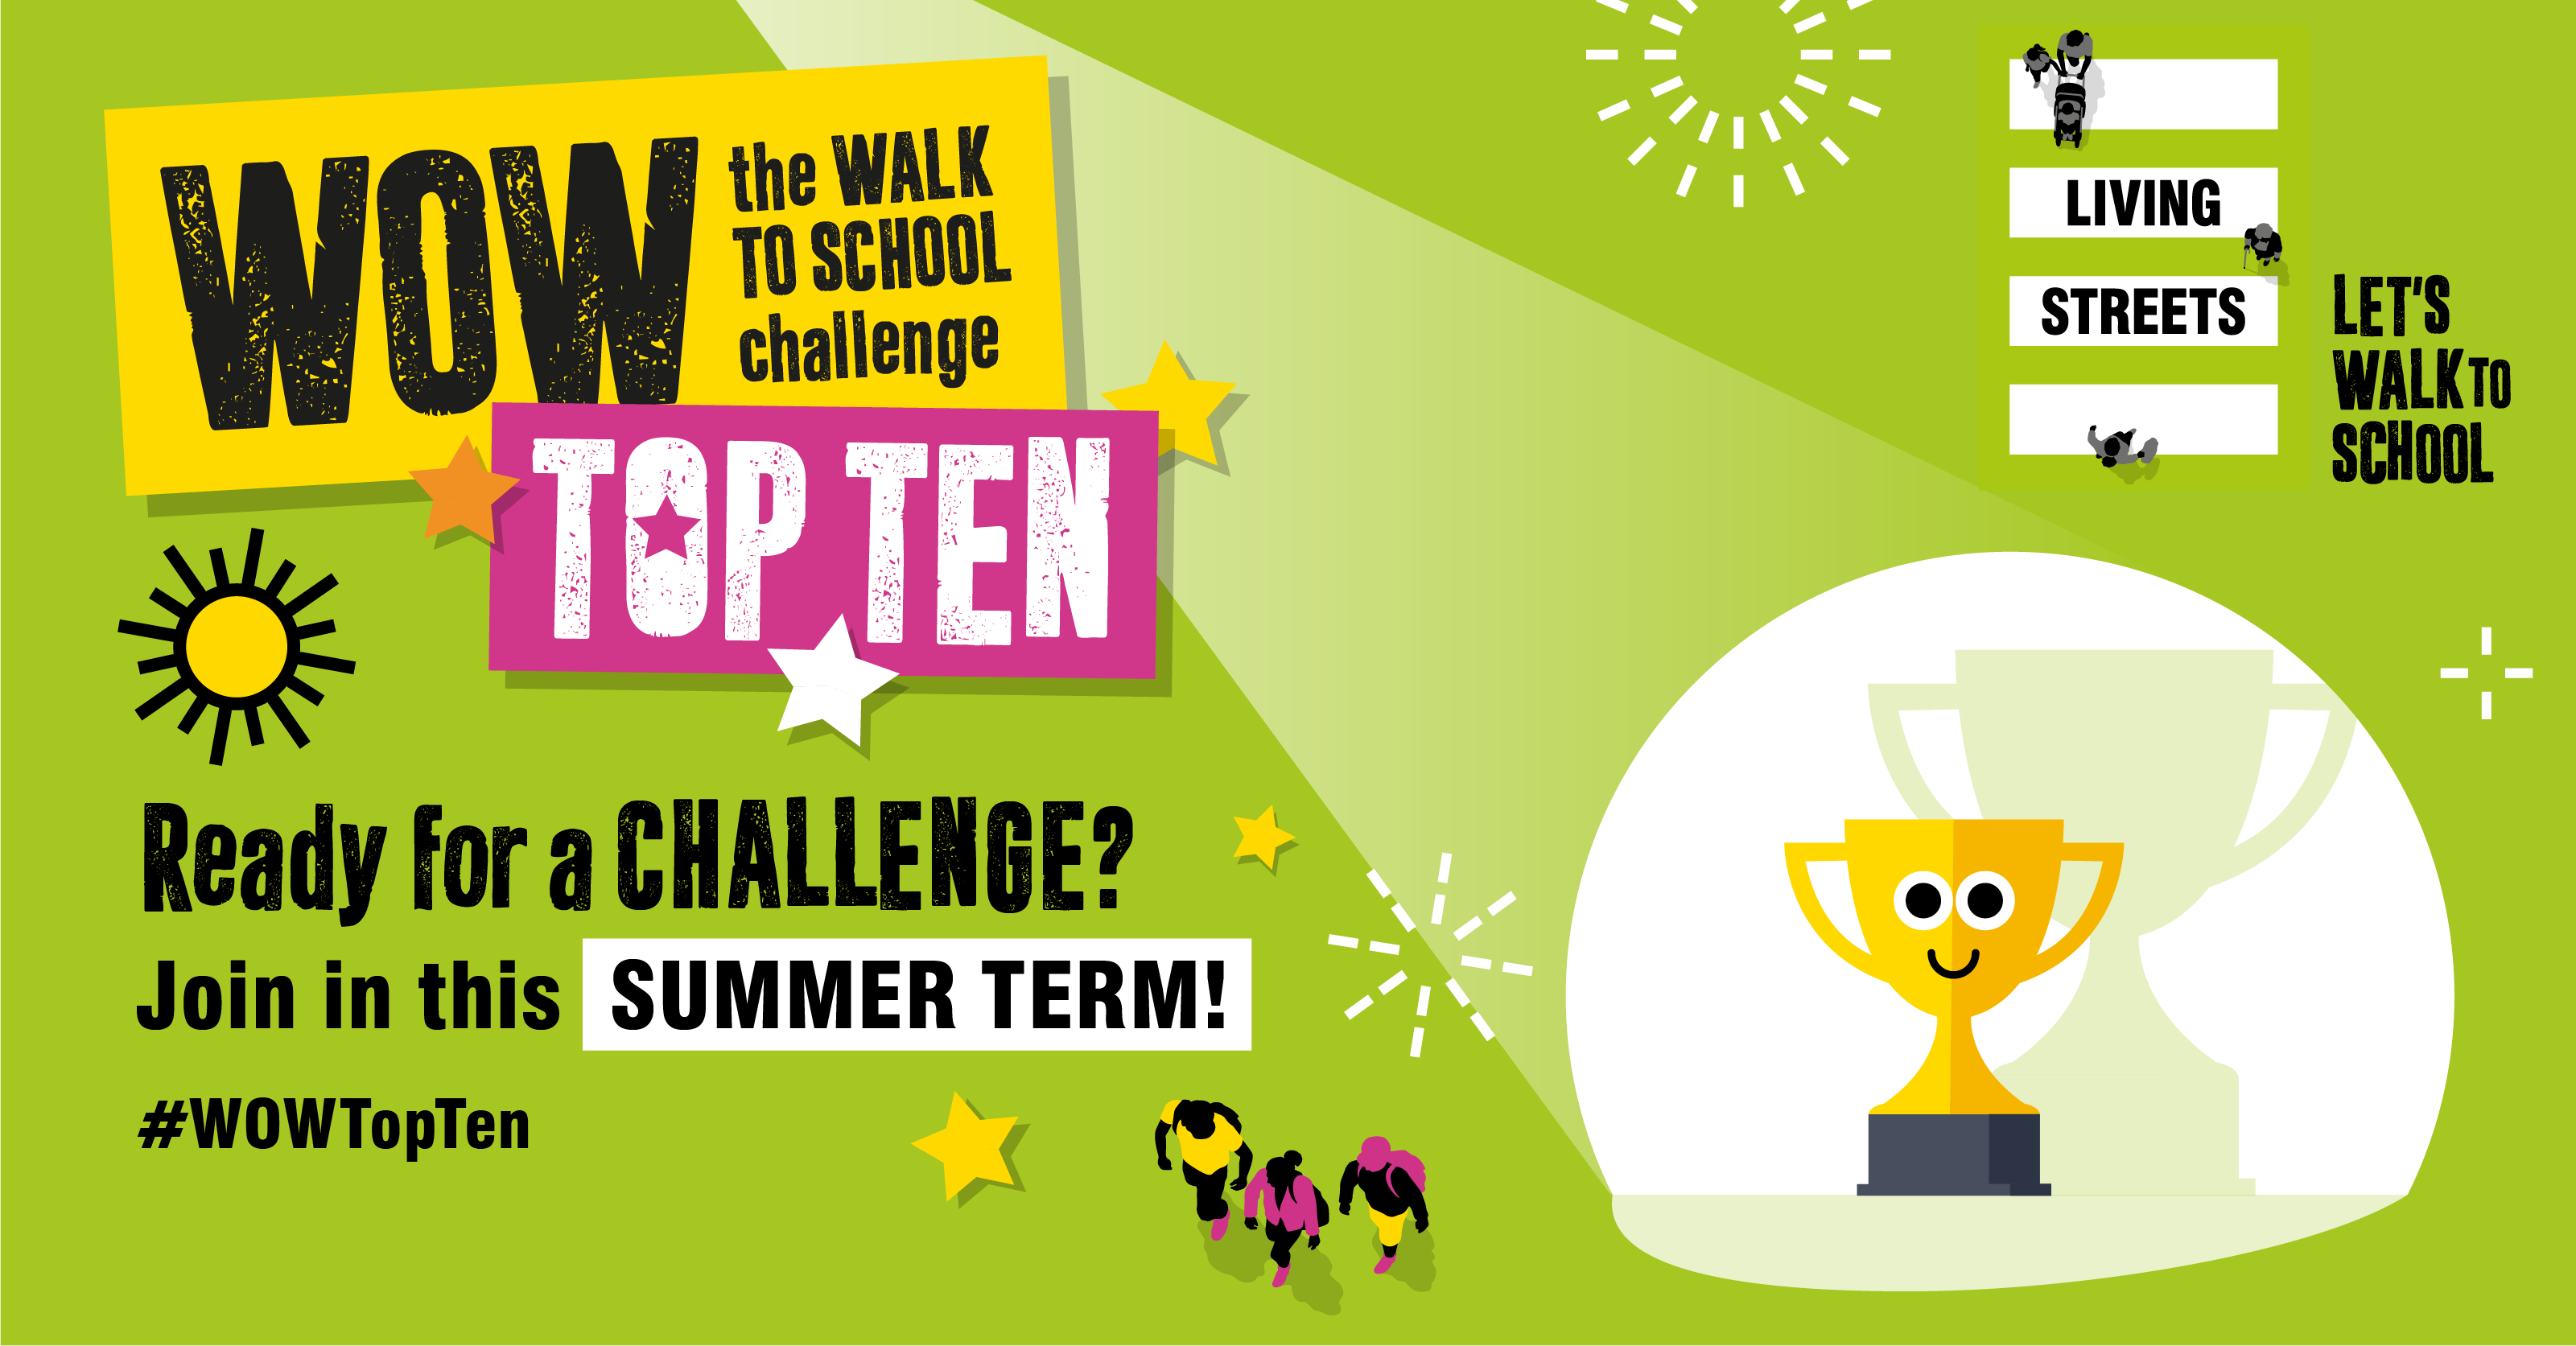 WOW
the WALK
TO SCHOOL
challenge
TOP TEN
Ready for a CHALLENGE?
Join in this SUMMER TERM!
#WOWTopTen
LIVING
STREETS
LET'S
WALK TO
SCHOOL